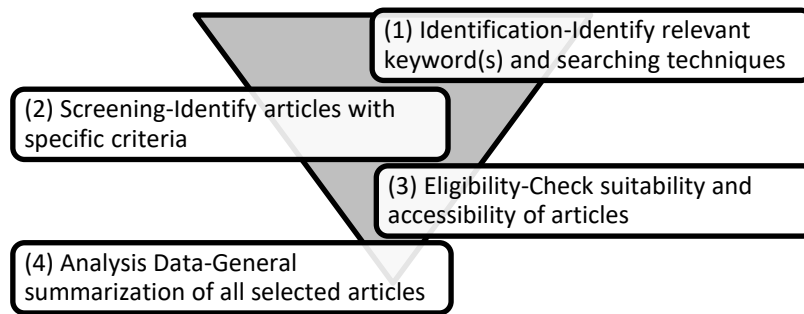 (1) Identification-Identify relevant
keyword(s) and searching techniques
(2) Screening-Identify articles with
specific criteria
(3) Eligibility-Check suitability and
accessibility of articles
(4) Analysis Data-General
summarization of all selected articles